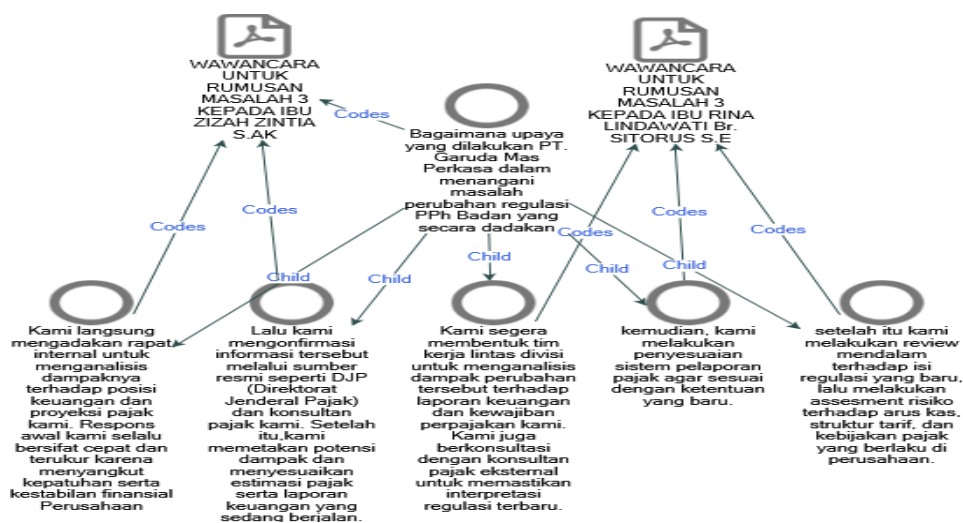 WAWANCARA
UNTUK
RUMUSAN
MASALAH 3
KEPADA IBU
ZIZAH ZINTIA
S.AK
WAWANCARA
UNTUK
RUMUSAN
MASALAH 3
KEPADA IBU RINA
LINDAWATI Br.
SITORUS S.E
Codes
Bagaimana upaya
yang dilakukan PT.
Garuda Mas
Perkasa dalam
menangani
masalah
perubahan regulasi
PPh Badan yang
secara dadakan
Codes
Codes
Codes
Codes
Codes
Child
Child
Child
Child
Child
Kami langsung
mengadakan rapat
internal untuk
menganalisis
dampaknya
terhadap posisi
keuangan dan
proyeksi pajak
kami. Respons
awal kami selalu
bersifat cepat dan
terukur karena
menyangkut
kepatuhan serta
kestabilan finansial
Perusahaan
Lalu kami
mengonfirmasi
informasi tersebut
melalui sumber
resmi seperti DJP
(Direktorat
Jenderal Pajak)
dan konsultan
pajak kami. Setelah
itu,kami
memetakan potensi
dampak dan
menyesuaikan
estimasi pajak
serta laporan
keuangan yang
sedang berjalan.
Kami segera
membentuk tim
kerja lintas divisi
untuk menganalisis
dampak perubahan
tersebut terhadap
laporan keuangan
dan kewajiban
perpajakan kami.
Kami juga
berkonsultasi
dengan konsultan
pajak eksternal
untuk memastikan
interpretasi
regulasi terbaru.
kemudian, kami
melakukan
penyesuaian
sistem pelaporan
pajak agar sesuai
dengan ketentuan
yang baru.
setelah itu kami
melakukan review
mendalam
terhadap isi
regulasi yang baru,
lalu melakukan
assesment risiko
terhadap arus kas,
struktur tarif, dan
kebijakan pajak
yang berlaku di
perusahaan.